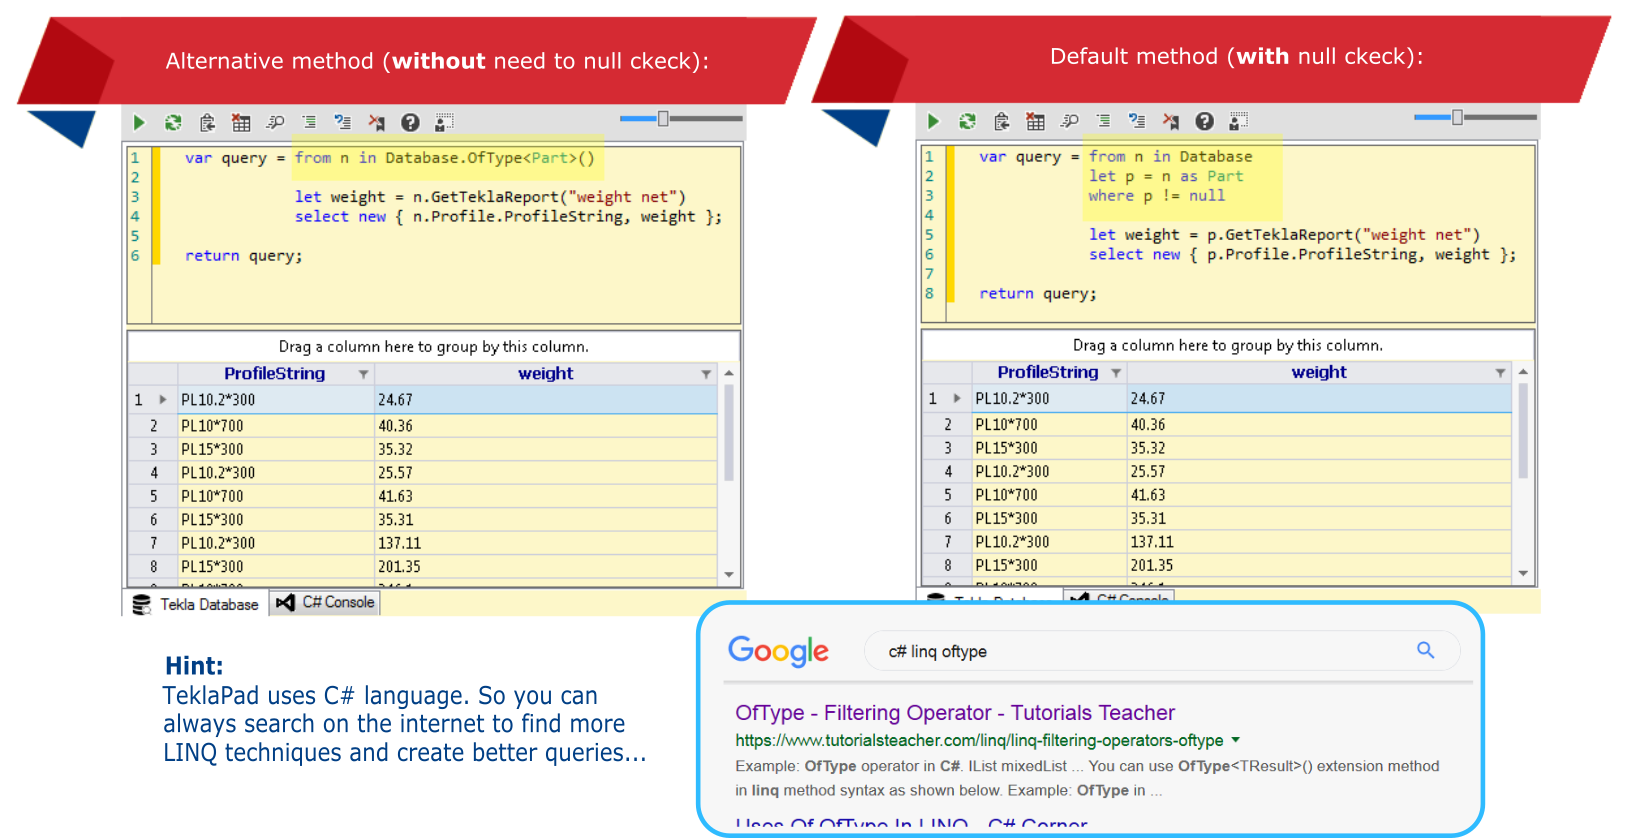 Alternative method (without need to null ckeck):
1 var query = from n in Database.OfType<Part>()
2
3 let weight = n.GetTeklaReport("weight net")
4 select new { n.Profile.ProfileString, weight };
5
6 return query;
Drag a column here to group by this column.
ProfileString weight
1 PL10.2*300 24.67
2 PL10*700 40.36
3 PL15*300 35.32
4 PL10.2*300 25.57
5 PL10*700 41.63
6 PL15*300 35.31
7 PL10.2*300 137.11
8 PL15*300 201.35
Tekla Database C# Console
Default method (with null ckeck):
1 var query = from n in Database
2 let p = n as Part
3 where p != null
4
5 let weight = p.GetTeklaReport("weight net")
6 select new { p.Profile.ProfileString, weight };
7
8 return query;
Drag a column here to group by this column.
ProfileString weight
1 PL10.2*300 24.67
2 PL10*700 40.36
3 PL15*300 35.32
4 PL10.2*300 25.57
5 PL10*700 41.63
6 PL15*300 35.31
7 PL10.2*300 137.11
8 PL15*300 201.35
Hint:
TeklaPad uses C# language. So you can
always search on the internet to find more
LINQ techniques and create better queries...
Google c# linq oftype
OfType - Filtering Operator - Tutorials Teacher
https://www.tutorialsteacher.com/linq/linq-filtering-operators-oftype
Example: OfType operator in C#. IList mixedList ... You can use OfType<TResult>() extension method
in linq method syntax as shown below. Example: OfType in ...
Uses Of OfType In LINQ - C# Corner